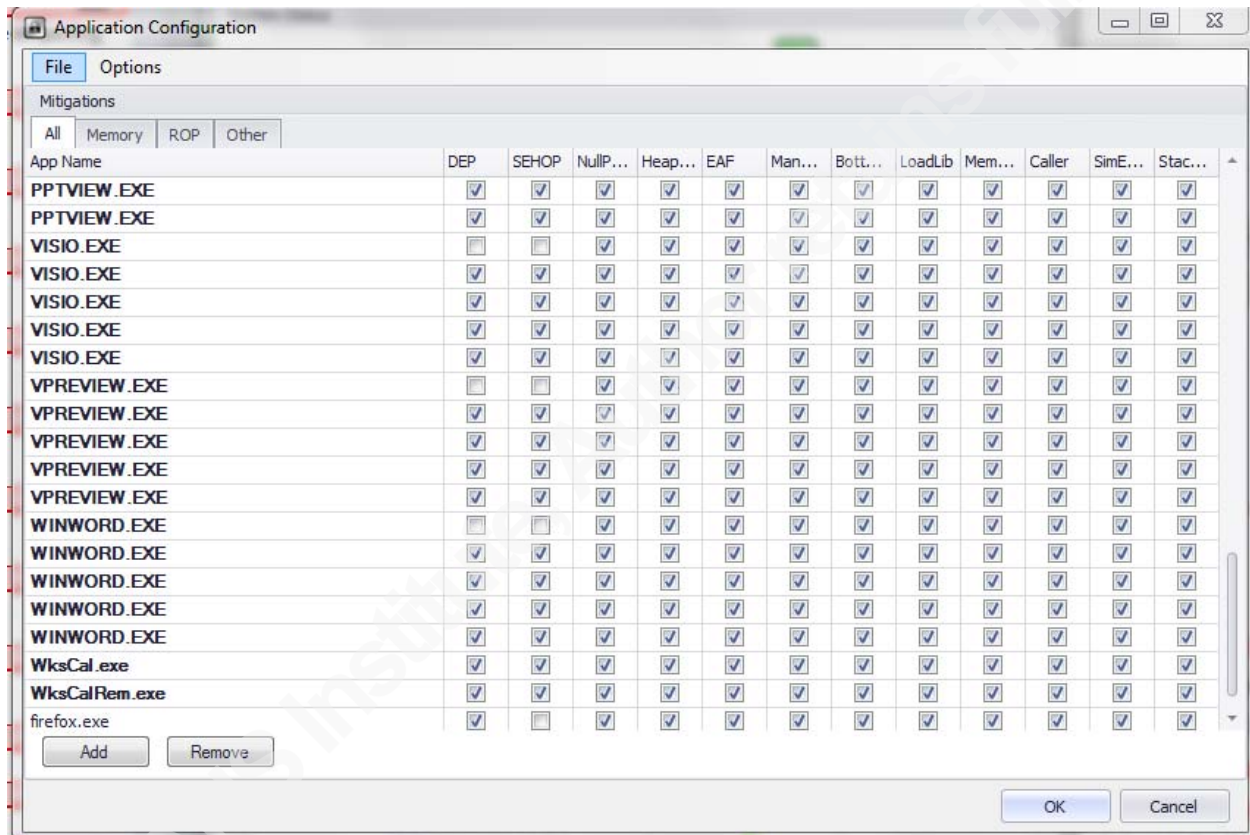 Application Configuration
File Options
Mitigations
All Memory ROP Other
App Name DEP SEHOP NullP... Heap... EAF Man... Bott... LoadLib Mem... Caller SimE... Stac...
PPTVIEW.EXE
PPTVIEW.EXE
VISIO.EXE
VISIO.EXE
VISIO.EXE
VISIO.EXE
VISIO.EXE
VPREVIEW.EXE
VPREVIEW.EXE
VPREVIEW.EXE
VPREVIEW.EXE
VPREVIEW.EXE
WINWORD.EXE
WINWORD.EXE
WINWORD.EXE
WINWORD.EXE
WINWORD.EXE
WksCal.exe
WksCalRem.exe
firefox.exe
Add Remove
OK Cancel